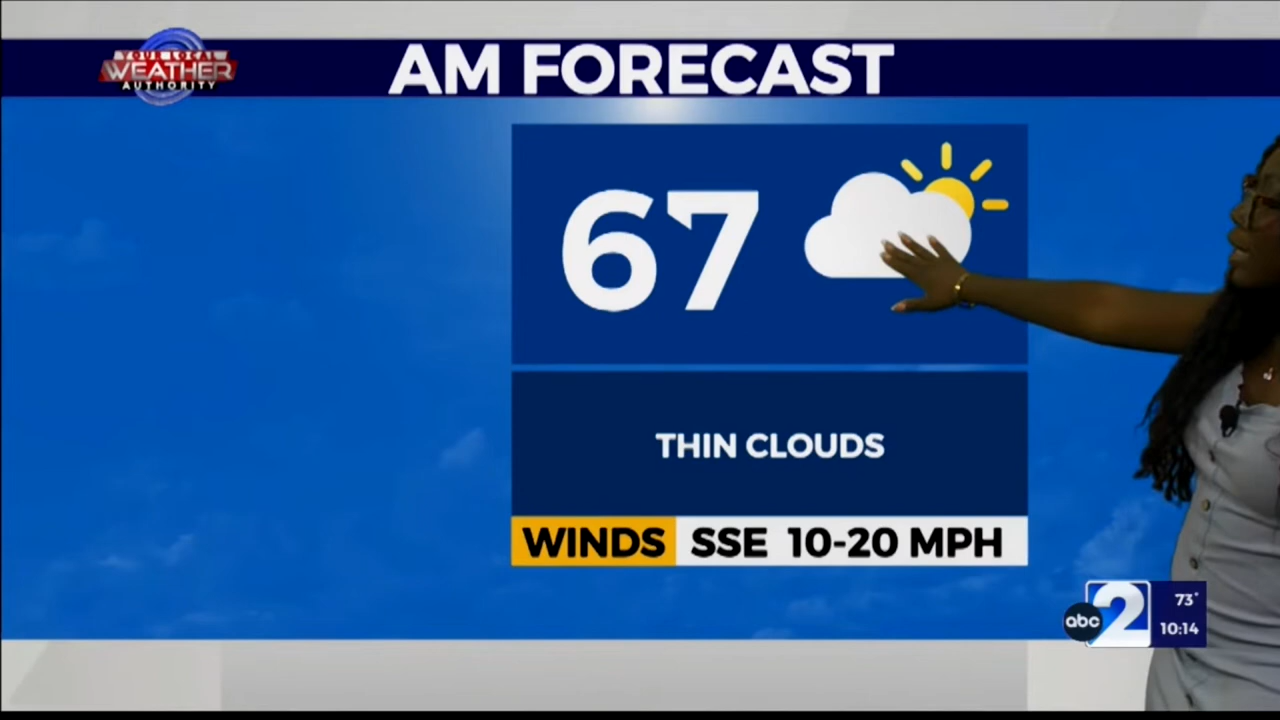 YOUR LOCAL
WEATHER
AUTHORITY
AM FORECAST
67
THIN CLOUDS
WINDS SSE 10-20 MPH
abc 2 73°
10:14